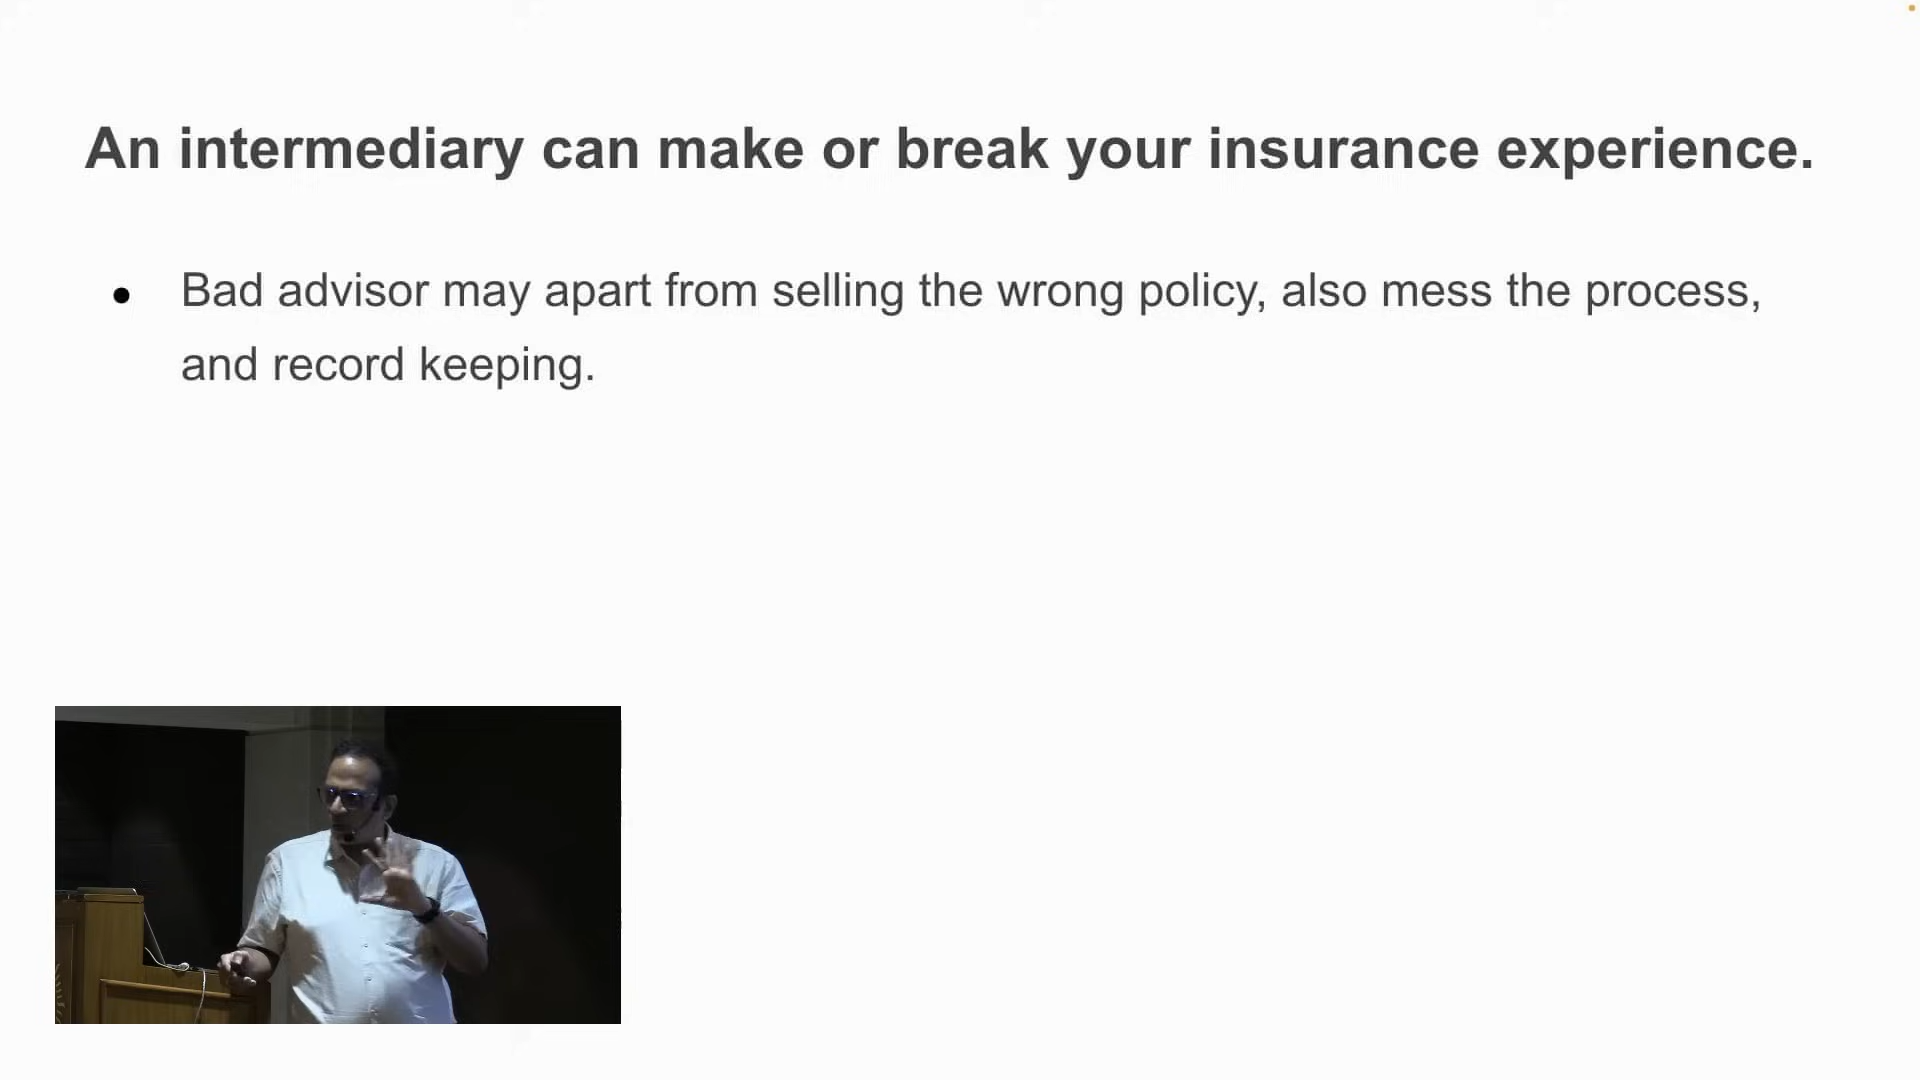 An intermediary can make or break your insurance experience.
● Bad advisor may apart from selling the wrong policy, also mess the process,
and record keeping.